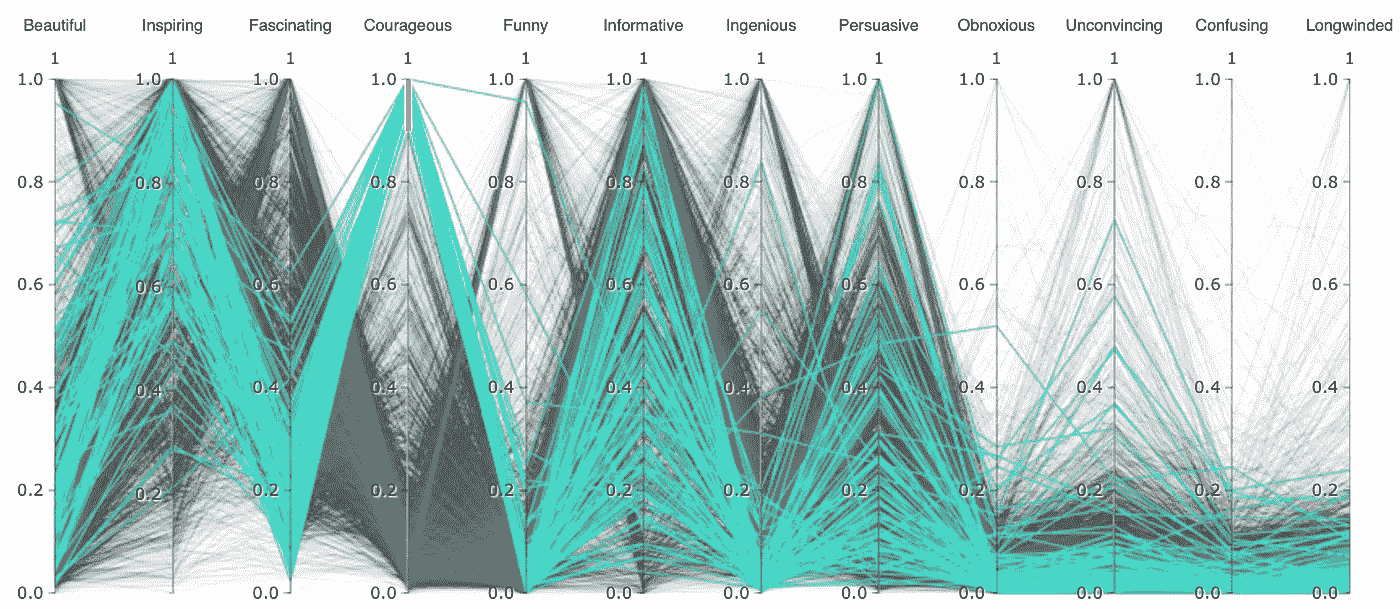 Beautiful Inspiring Fascinating Courageous Funny Informative Ingenious Persuasive Obnoxious Unconvincing Confusing Longwinded
1 1 1 1 1 1 1 1 1 1 1 1
1.0 1.0 1.0 1.0 1.0 1.0 1.0 1.0 1.0 1.0 1.0 1.0
0.8 0.8 0.8 0.8 0.8 0.8 0.8 0.8 0.8 0.8 0.8 0.8
0.6 0.6 0.6 0.6 0.6 0.6 0.6 0.6 0.6 0.6 0.6 0.6
0.4 0.4 0.4 0.4 0.4 0.4 0.4 0.4 0.4 0.4 0.4 0.4
0.2 0.2 0.2 0.2 0.2 0.2 0.2 0.2 0.2 0.2 0.2 0.2
0.0 0.0 0.0 0.0 0.0 0.0 0.0 0.0 0.0 0.0 0.0